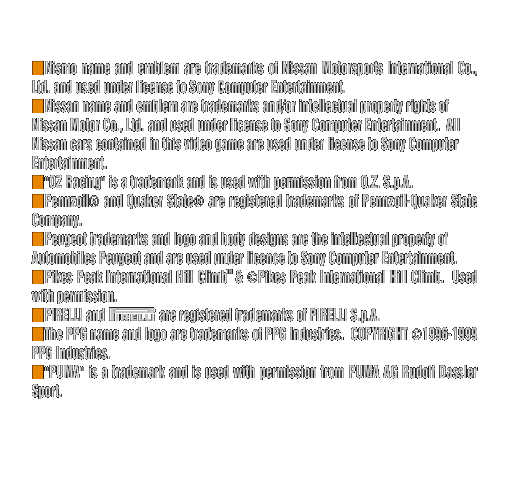 Nismo name and emblem are trademarks of Nissan Motorsports International Co.,
Ltd. and used under license to Sony Computer Entertainment.
Nissan name and emblem are trademarks and/or intellectual property rights of
Nissan Motor Co., Ltd. and used under license to Sony Computer Entertainment. All
Nissan cars contained in this video game are used under license to Sony Computer
Entertainment.
"OZ Racing" is a trademark and is used with permission from O.Z. S.p.A.
Pennzoil® and Quaker State® are registered trademarks of Pennzoil-Quaker State
Company.
Peugeot trademarks and logo and body designs are the intellectual property of
Automobiles Peugeot and are used under licence to Sony Computer Entertainment.
Pikes Peak International Hill Climb™ & ©Pikes Peak International Hill Climb. Used
with permission.
PIRELLI and PIRELLI are registered trademarks of PIRELLI S.p.A.
The PPG name and logo are trademarks of PPG Industries. COPYRIGHT ©1996-1999
PPG Industries.
"PUMA" is a trademark and is used with permission from PUMA AG Rudolf Dassler
Sport.